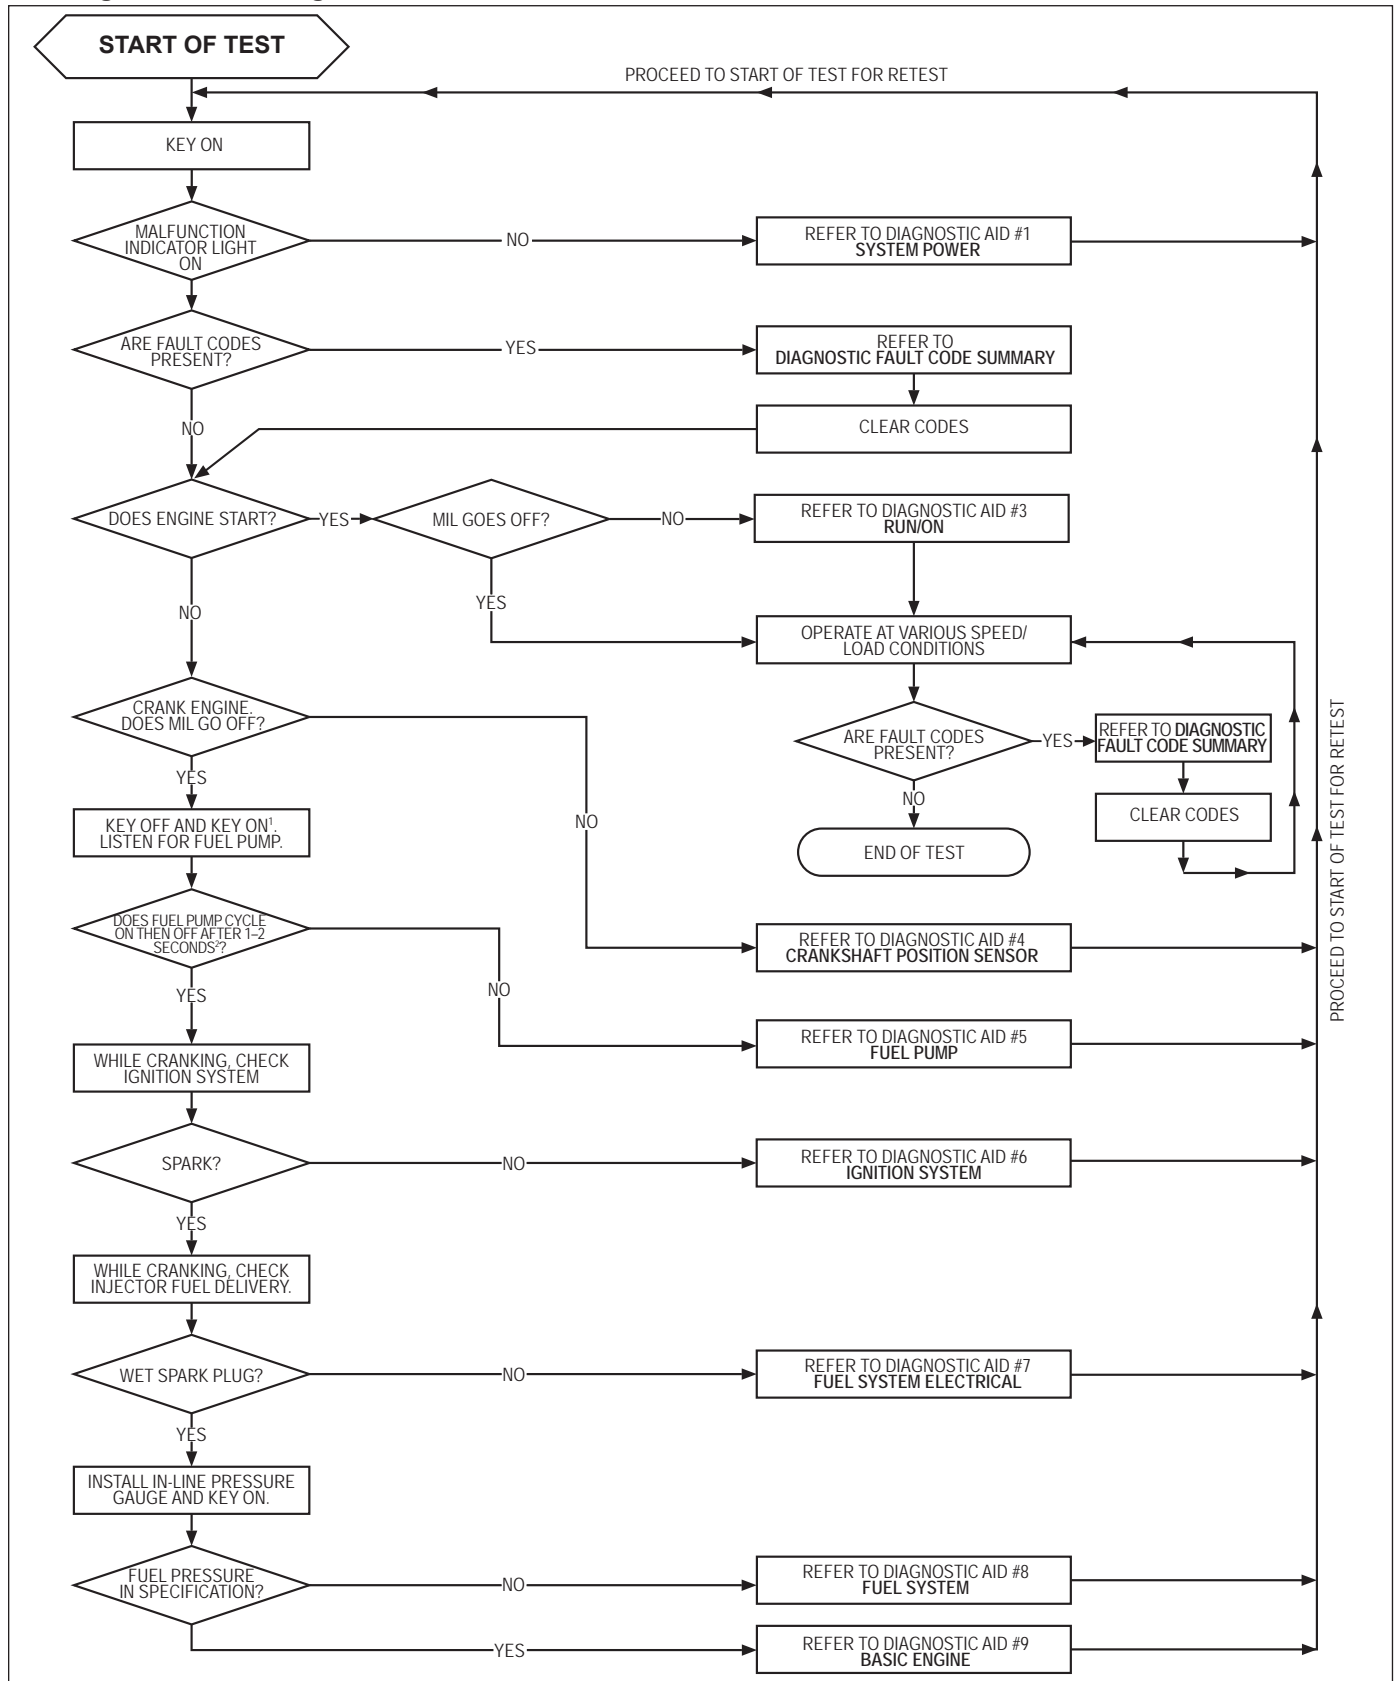 START OF TEST
PROCEED TO START OF TEST FOR RETEST
KEY ON
MALFUNCTION
INDICATOR LIGHT
ON
NO
REFER TO DIAGNOSTIC AID #1
SYSTEM POWER
ARE FAULT CODES
PRESENT?
YES
REFER TO
DIAGNOSTIC FAULT CODE SUMMARY
CLEAR CODES
NO
DOES ENGINE START?
YES
MIL GOES OFF?
NO
REFER TO DIAGNOSTIC AID #3
RUN/ON
YES
NO
OPERATE AT VARIOUS SPEED/
LOAD CONDITIONS
CRANK ENGINE.
DOES MIL GO OFF?
ARE FAULT CODES
PRESENT?
YES
REFER TO DIAGNOSTIC
FAULT CODE SUMMARY
CLEAR CODES
NO
END OF TEST
PROCEED TO START OF TEST FOR RETEST
YES
KEY OFF AND KEY ON¹.
LISTEN FOR FUEL PUMP.
NO
DOES FUEL PUMP CYCLE
ON THEN OFF AFTER 1–2
SECONDS²?
REFER TO DIAGNOSTIC AID #4
CRANKSHAFT POSITION SENSOR
YES
NO
REFER TO DIAGNOSTIC AID #5
FUEL PUMP
WHILE CRANKING, CHECK
IGNITION SYSTEM
SPARK?
NO
REFER TO DIAGNOSTIC AID #6
IGNITION SYSTEM
YES
WHILE CRANKING, CHECK
INJECTOR FUEL DELIVERY.
WET SPARK PLUG?
NO
REFER TO DIAGNOSTIC AID #7
FUEL SYSTEM ELECTRICAL
YES
INSTALL IN-LINE PRESSURE
GAUGE AND KEY ON.
FUEL PRESSURE
IN SPECIFICATION?
NO
REFER TO DIAGNOSTIC AID #8
FUEL SYSTEM
YES
REFER TO DIAGNOSTIC AID #9
BASIC ENGINE